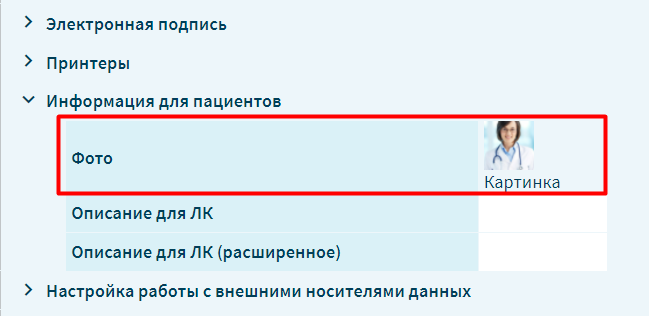 Электронная подпись
Принтеры
Информация для пациентов
Фото
Картинка
Описание для ЛК
Описание для ЛК (расширенное)
Настройка работы с внешними носителями данных